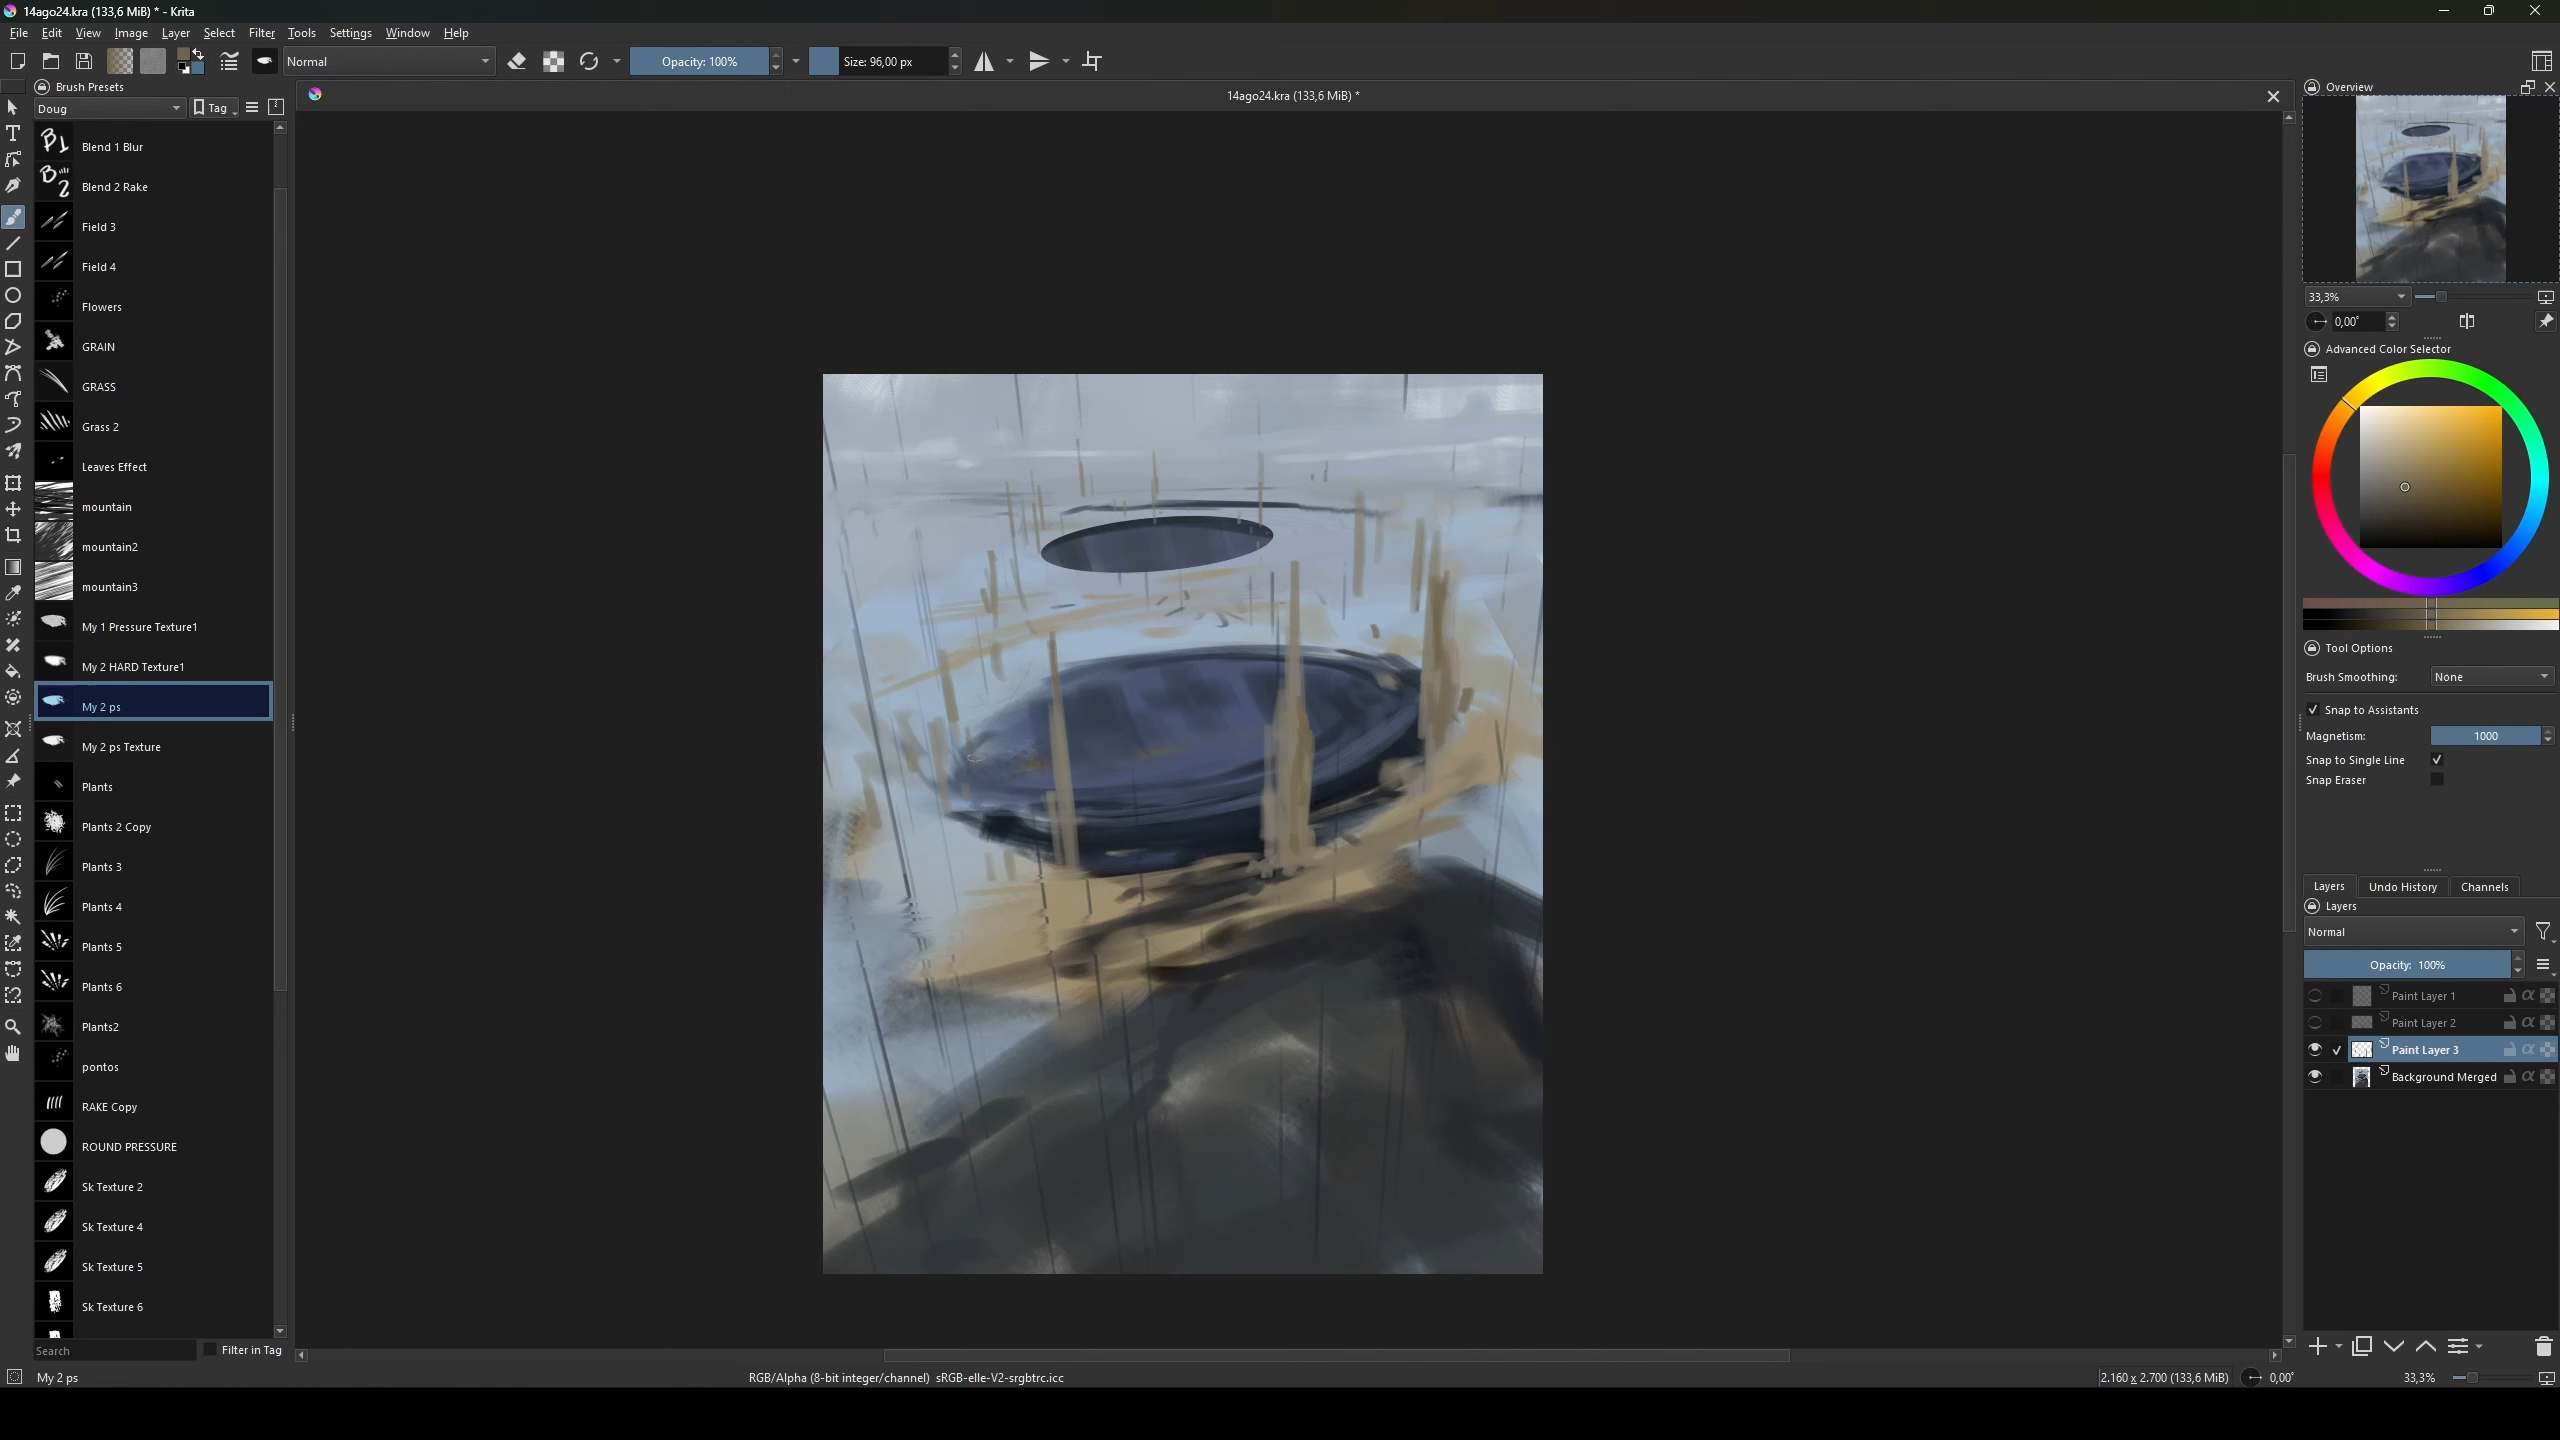 14ago24.kra (133,6 MiB) * - Krita
File Edit View Image Layer Select Filter Tools Settings Window Help
Normal Opacity: 100% Size: 96,00 px
Brush Presets
Doug Tag
14ago24.kra (133,6 MiB) *
Blend 1 Blur
Blend 2 Rake
Field 3
Field 4
Flowers
GRAIN
GRASS
Grass 2
Leaves Effect
mountain
mountain2
mountain3
My 1 Pressure Texture1
My 2 HARD Texture1
My 2 ps
My 2 ps Texture
Plants
Plants 2 Copy
Plants 3
Plants 4
Plants 5
Plants 6
Plants2
pontos
RAKE Copy
ROUND PRESSURE
Sk Texture 2
Sk Texture 4
Sk Texture 5
Sk Texture 6
Search Filter in Tag
Overview
33,3%
0,00°
Advanced Color Selector
Tool Options
Brush Smoothing: None
Snap to Assistants
Magnetism: 1000
Snap to Single Line
Snap Eraser
Layers Undo History Channels
Layers
Normal
Opacity: 100%
Paint Layer 1
Paint Layer 2
Paint Layer 3
Background Merged
My 2 ps
RGB/Alpha (8-bit integer/channel) sRGB-elle-V2-srgbtrc.icc
2.160 x 2.700 (133,6 MiB) 0,00° 33,3%